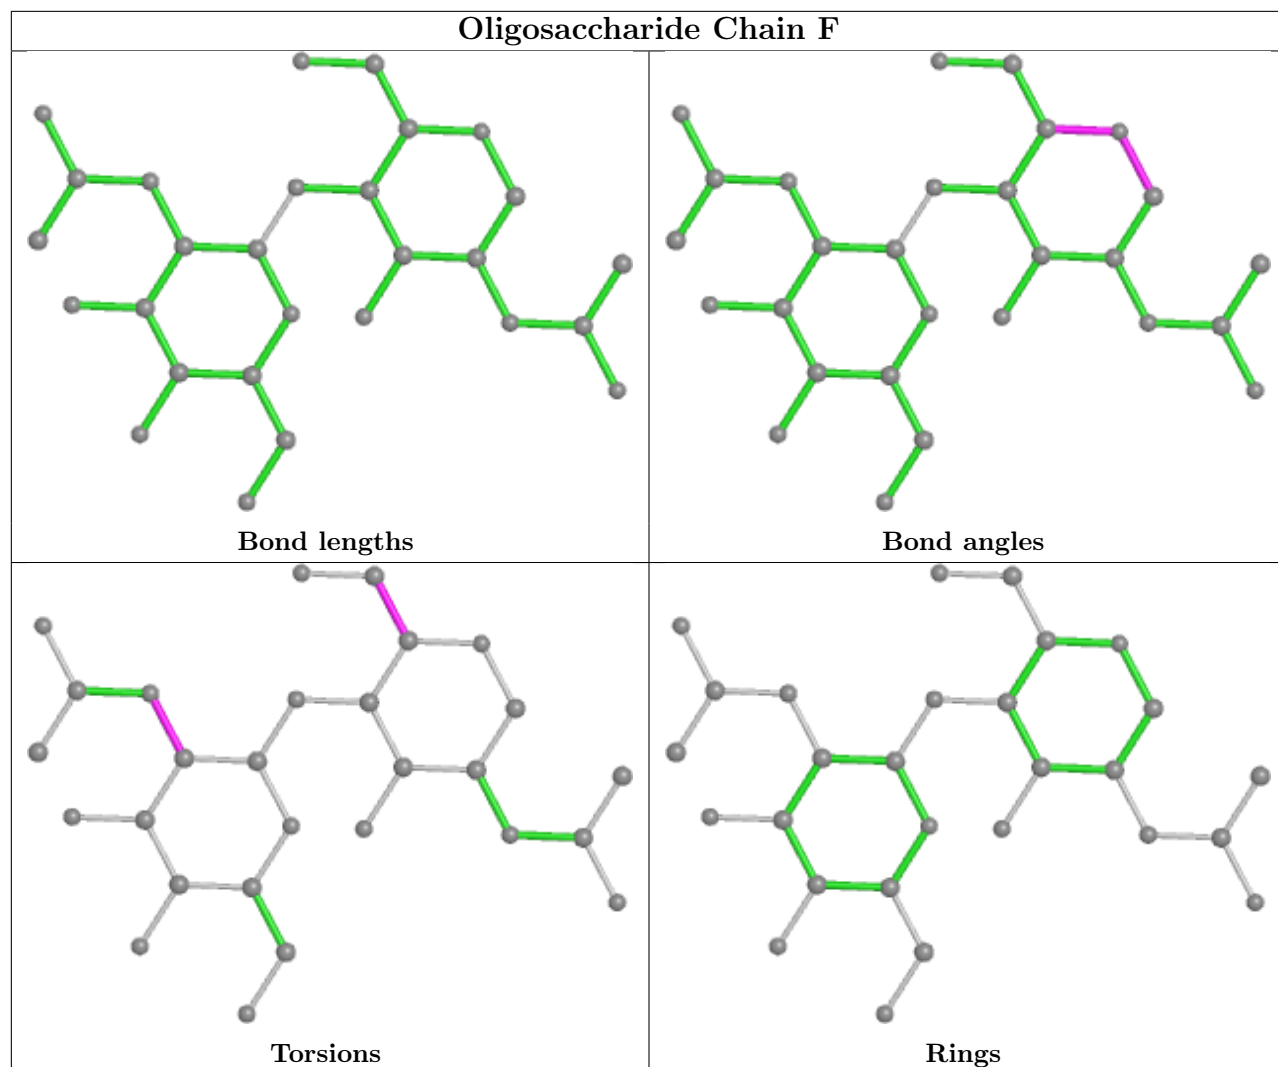 Oligosaccharide Chain F
Bond lengths
Bond angles
Torsions
Rings